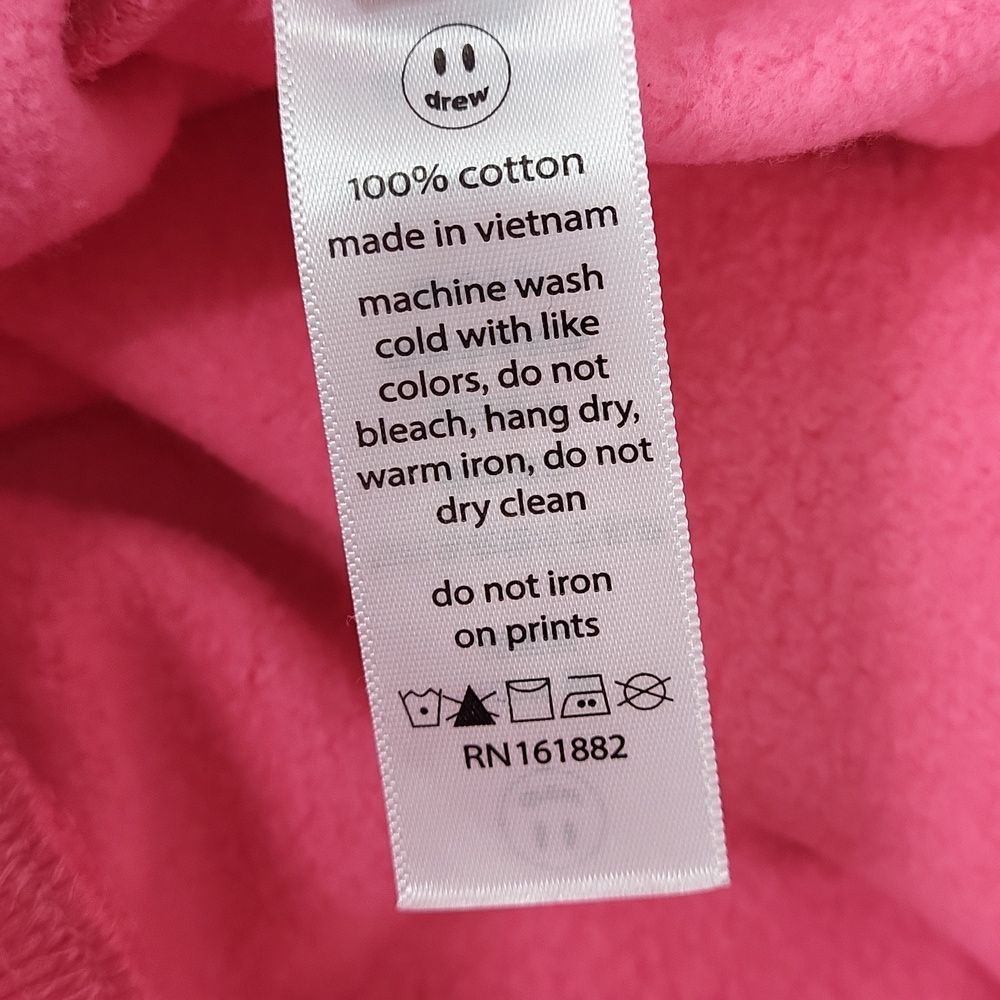 drew
100% cotton
made in vietnam
machine wash
cold with like
colors, do not
bleach, hang dry,
warm iron, do not
dry clean
do not iron
on prints
RN161882